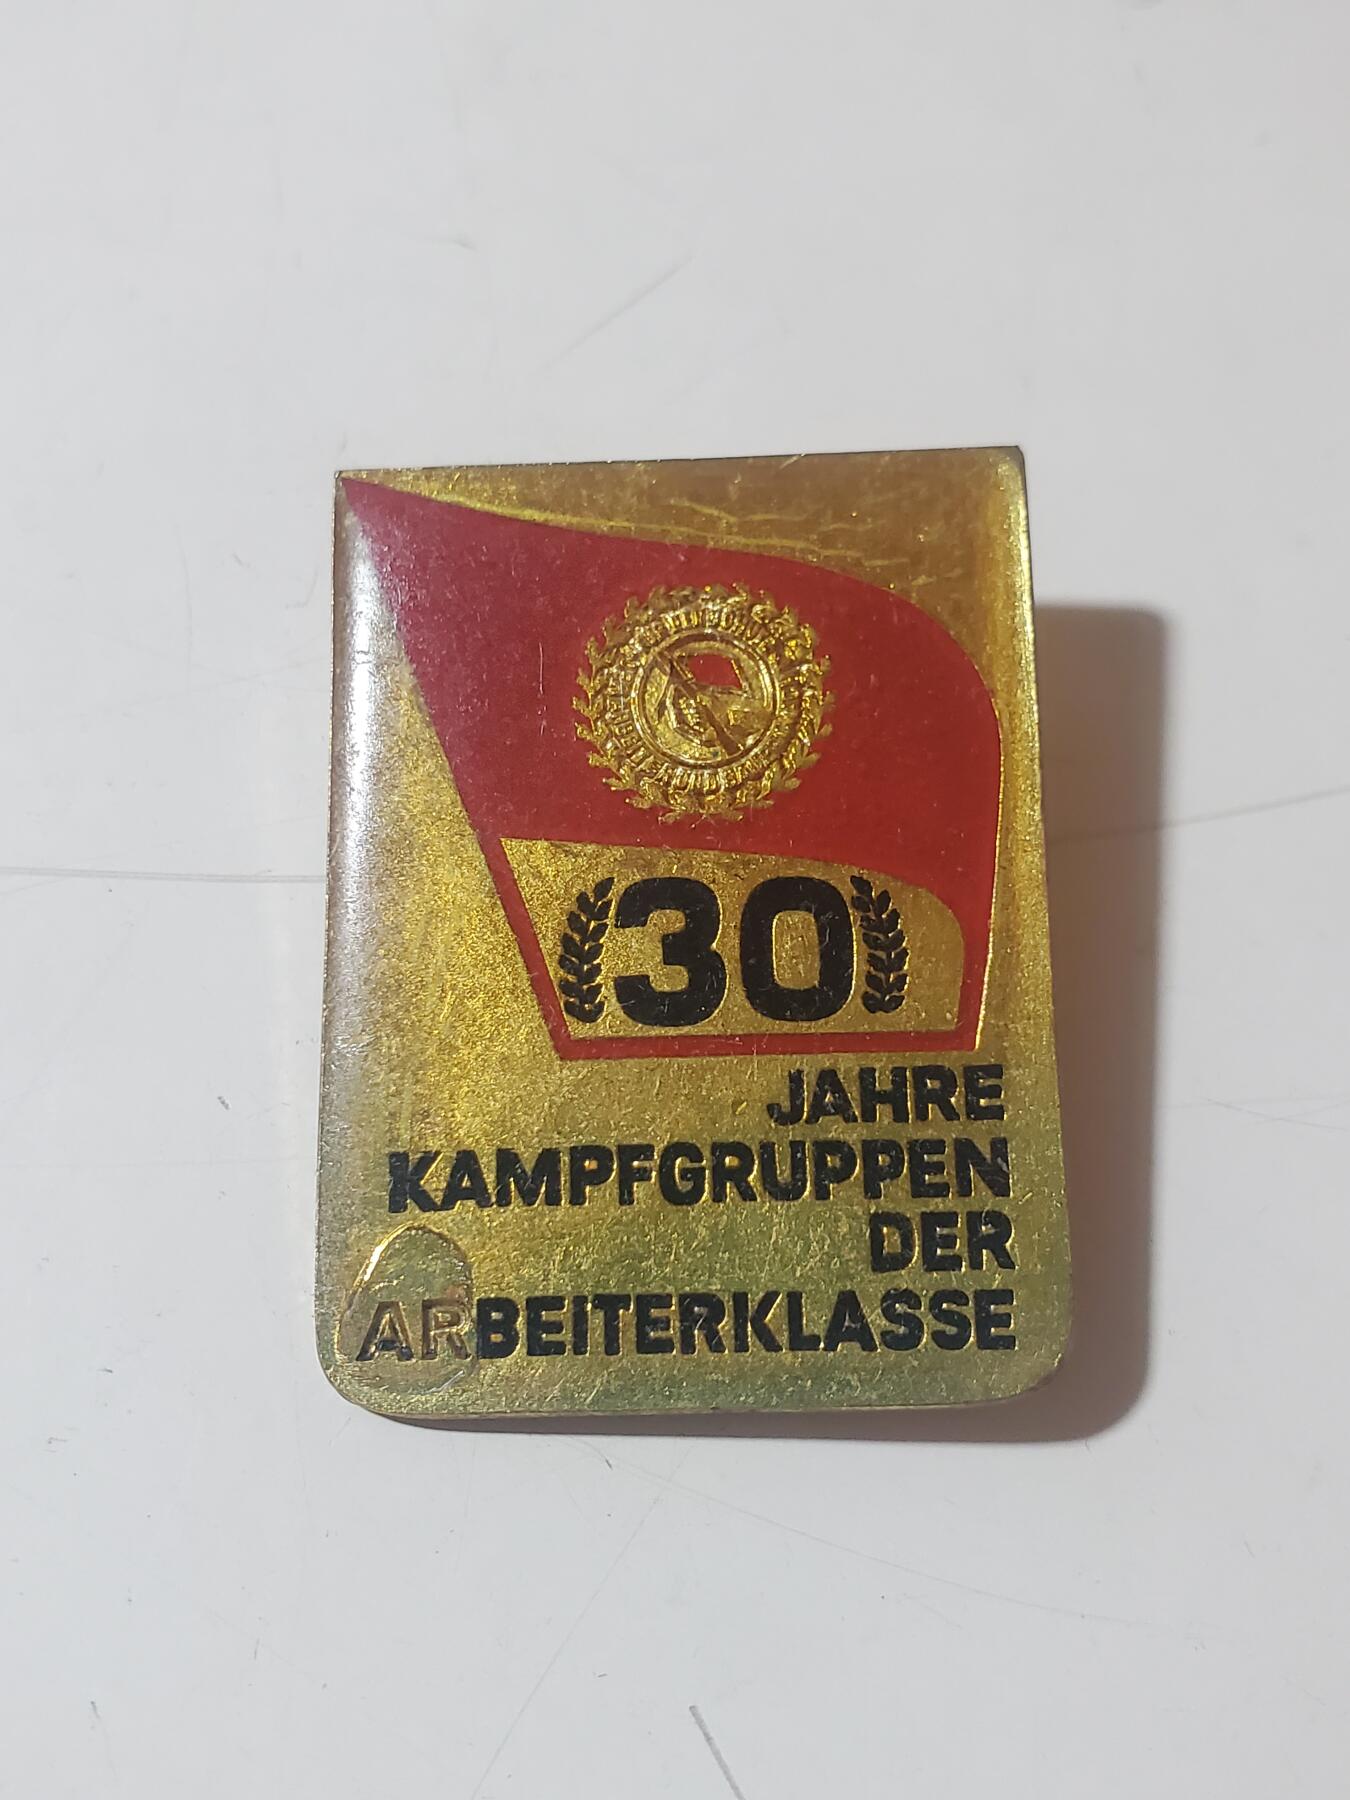 30
JAHRE
KAMPFGRUPPEN
DER
ARBEITERKLASSE